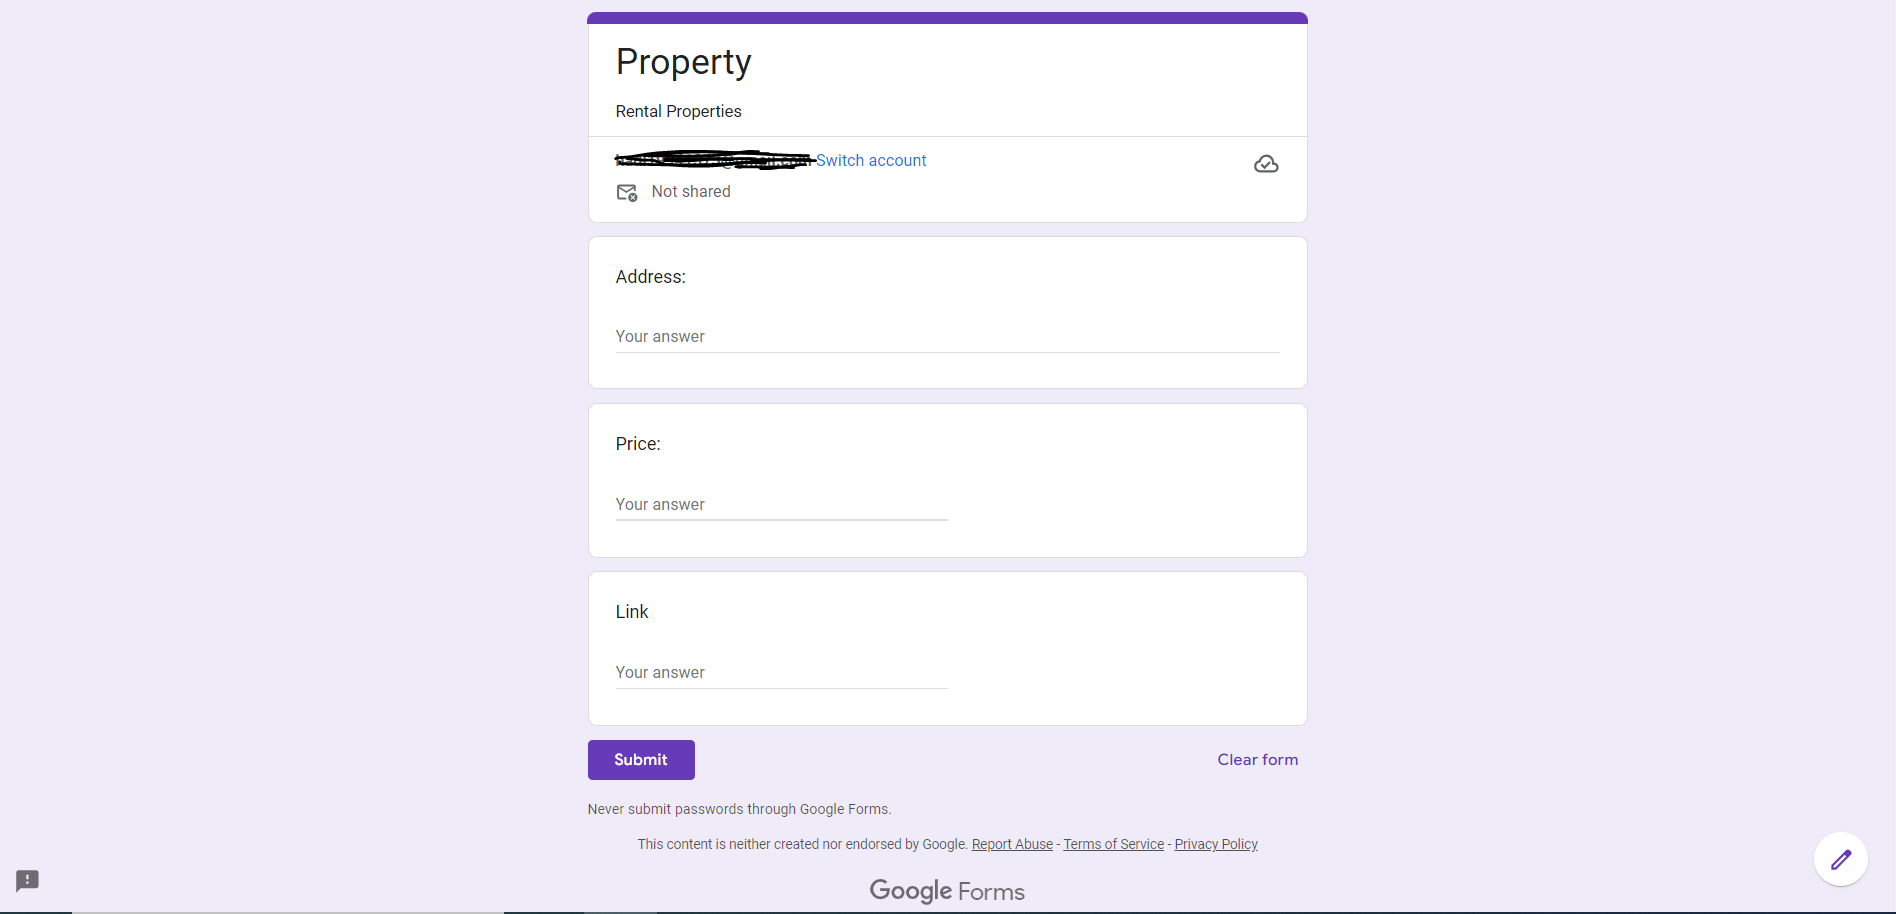 Property
Rental Properties
Switch account
Not shared
Address:
Your answer
Price:
Your answer
Link
Your answer
Submit
Clear form
Never submit passwords through Google Forms.
This content is neither created nor endorsed by Google. Report Abuse - Terms of Service - Privacy Policy
Google Forms